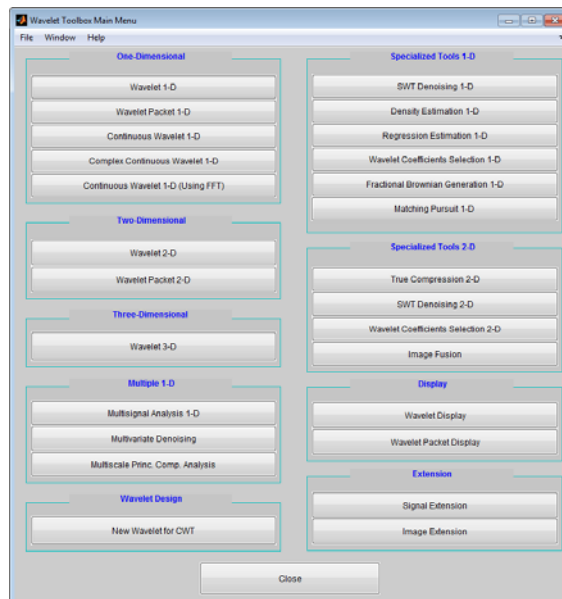 Wavelet Toolbox Main Menu
File Window Help
One-Dimensional
Wavelet 1-D
Wavelet Packet 1-D
Continuous Wavelet 1-D
Complex Continuous Wavelet 1-D
Continuous Wavelet 1-D (Using FFT)
Two-Dimensional
Wavelet 2-D
Wavelet Packet 2-D
Three-Dimensional
Wavelet 3-D
Multiple 1-D
Multisignal Analysis 1-D
Multivariate Denoising
Multiscale Princ. Comp. Analysis
Wavelet Design
New Wavelet for CWT
Specialized Tools 1-D
SWT Denoising 1-D
Density Estimation 1-D
Regression Estimation 1-D
Wavelet Coefficients Selection 1-D
Fractional Brownian Generation 1-D
Matching Pursuit 1-D
Specialized Tools 2-D
True Compression 2-D
SWT Denoising 2-D
Wavelet Coefficients Selection 2-D
Image Fusion
Display
Wavelet Display
Wavelet Packet Display
Extension
Signal Extension
Image Extension
Close